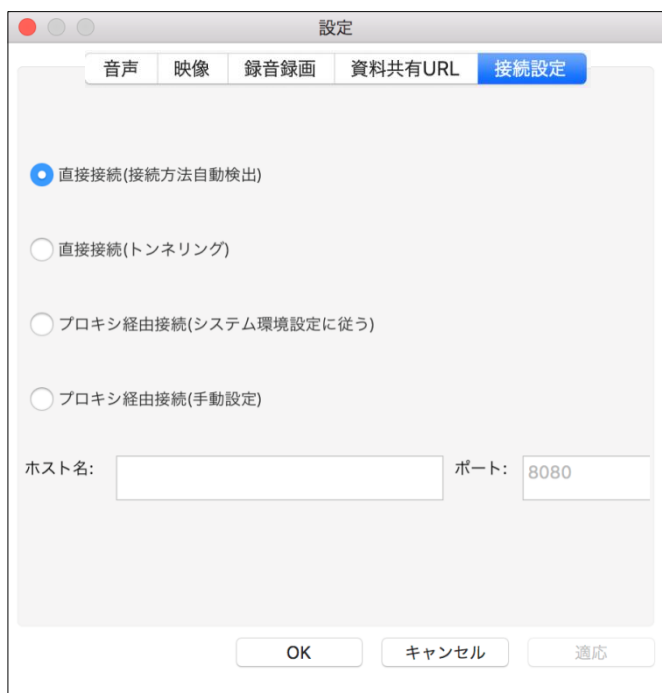 設定
音声 映像 録音録画 資料共有URL 接続設定
直接接続(接続方法自動検出)
直接接続(トンネリング)
プロキシ経由接続(システム環境設定に従う)
プロキシ経由接続(手動設定)
ホスト名: ポート: 8080
OK キャンセル 適応